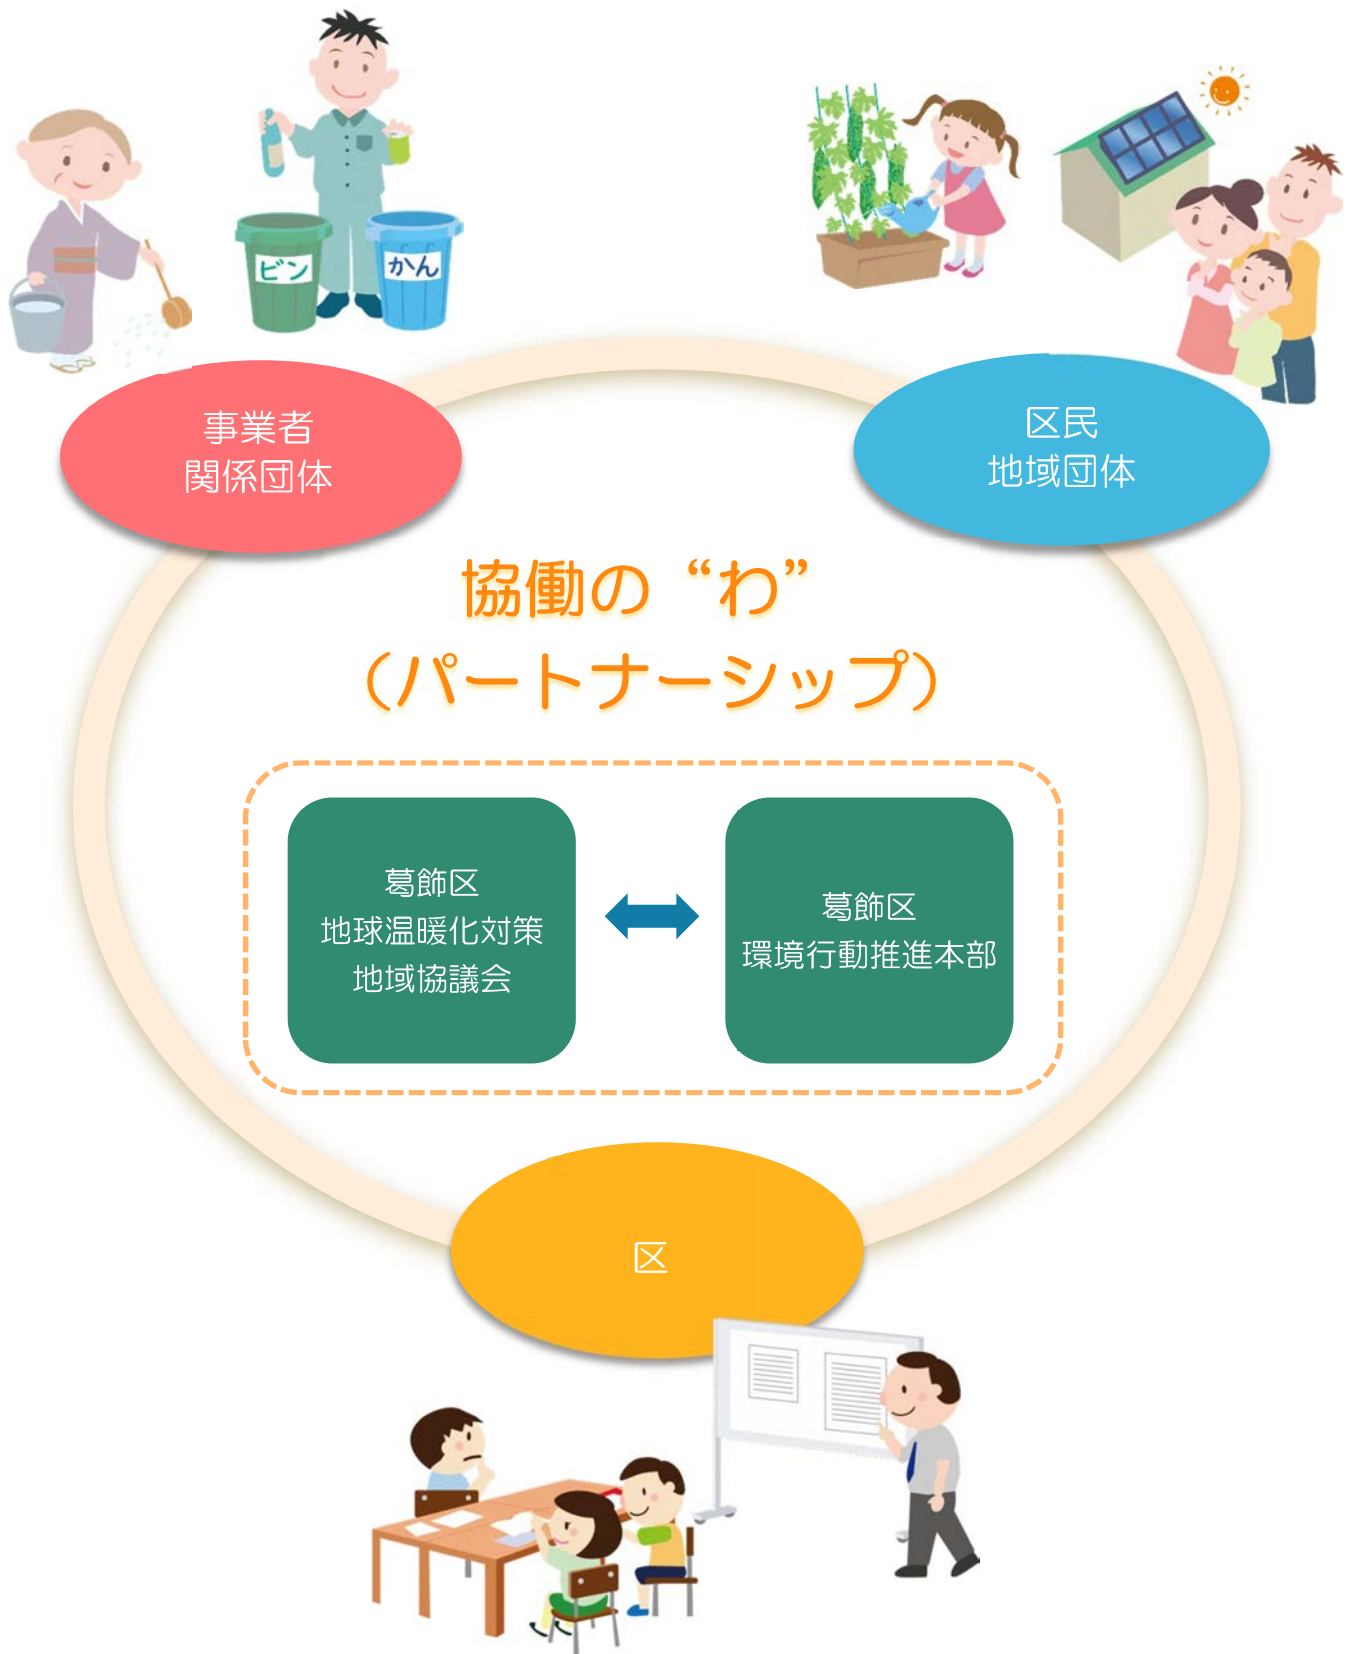 ビン
かん
事業者
関係団体
区民
地域団体
協働の“わ”
（パートナーシップ）
葛飾区
地球温暖化対策
地域協議会
葛飾区
環境行動推進本部
区